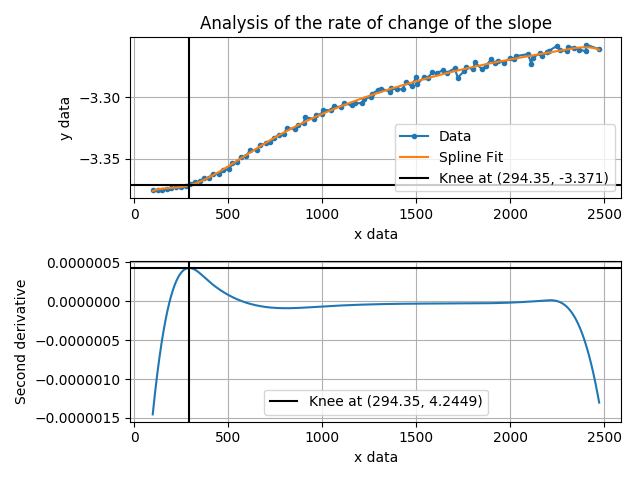 Analysis of the rate of change of the slope
y data
−3.30
−3.35
Data
Spline Fit
Knee at (294.35, -3.371)
0 500 1000 1500 2000 2500
x data
Second derivative
0.0000005
0.0000000
−0.0000005
−0.0000010
−0.0000015
Knee at (294.35, 4.2449)
0 500 1000 1500 2000 2500
x data